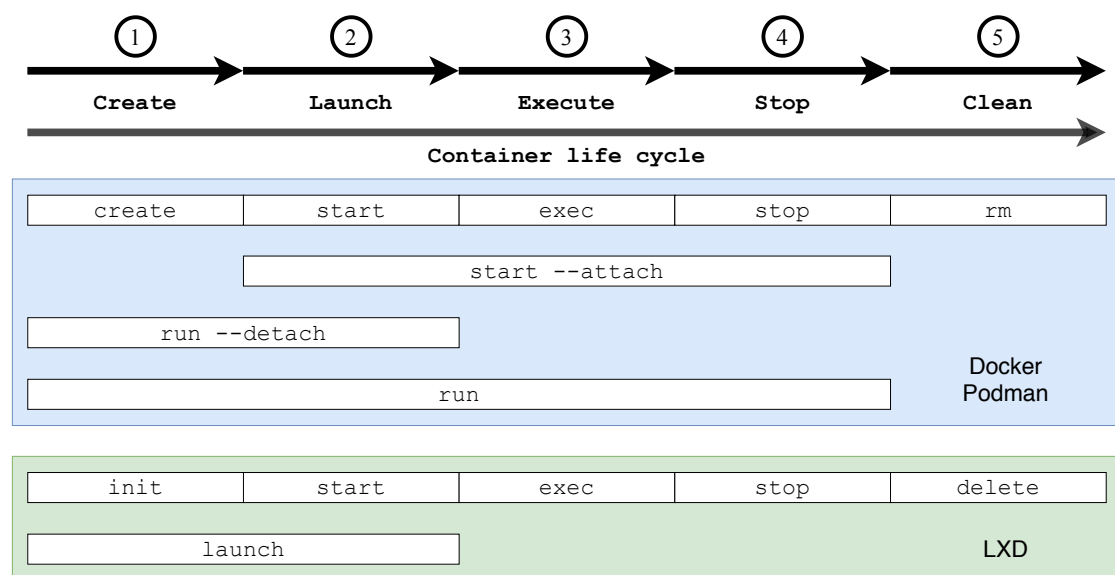 1 2 3 4 5
Create Launch Execute Stop Clean
Container life cycle
create start exec stop rm
start --attach
run --detach
run
Docker
Podman
init start exec stop delete
launch
LXD